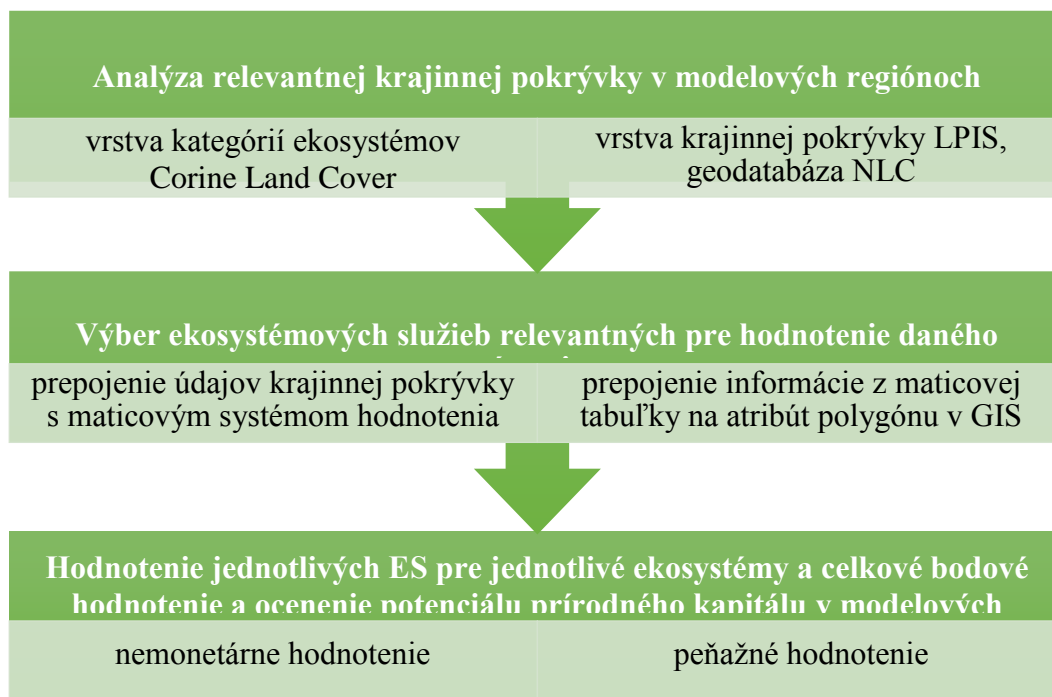 Analýza relevantnej krajinnej pokrývky v modelových regiónoch
vrstva kategórií ekosystémov
Corine Land Cover
vrstva krajinnej pokrývky LPIS,
geodatabáza NLC
Výber ekosystémových služieb relevantných pre hodnotenie daného
prepojenie údajov krajinnej pokrývky
s maticovým systémom hodnotenia
prepojenie informácie z maticovej
tabuľky na atribút polygónu v GIS
Hodnotenie jednotlivých ES pre jednotlivé ekosystémy a celkové bodové
hodnotenie a ocenenie potenciálu prírodného kapitálu v modelových
nemonetárne hodnotenie
peňažné hodnotenie